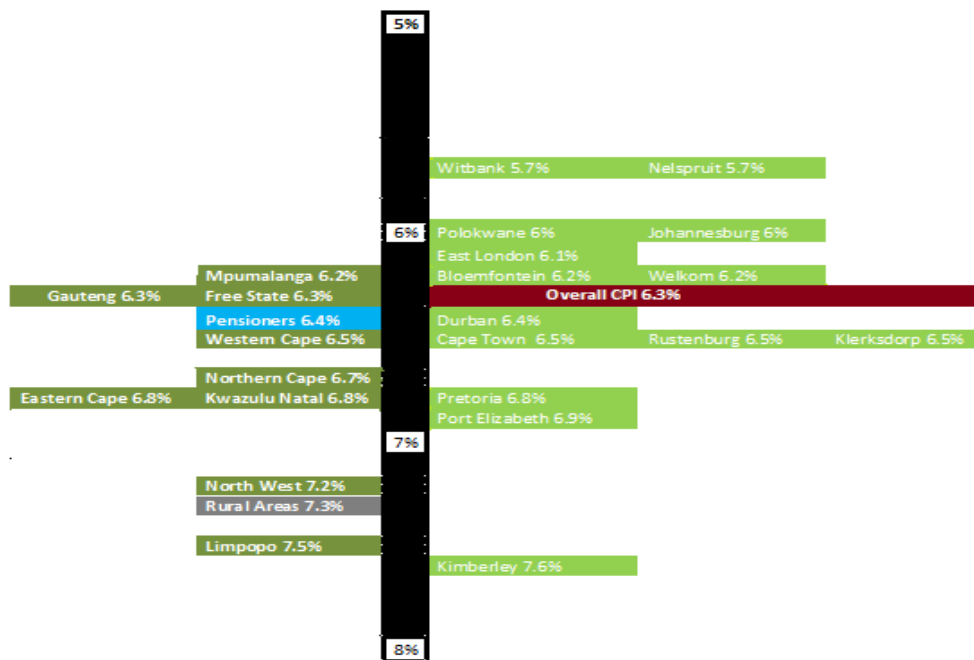 5%
Witbank 5.7% Nelspruit 5.7%
6% Polokwane 6% Johannesburg 6%
East London 6.1%
Mpumalanga 6.2% Bloemfontein 6.2% Welkom 6.2%
Gauteng 6.3% Free State 6.3% Overall CPI 6.3%
Pensioners 6.4% Durban 6.4%
Western Cape 6.5% Cape Town 6.5% Rustenburg 6.5% Klerksdorp 6.5%
Northern Cape 6.7%
Eastern Cape 6.8% Kwazulu Natal 6.8% Pretoria 6.8%
Port Elizabeth 6.9%
7%
North West 7.2%
Rural Areas 7.3%
Limpopo 7.5%
Kimberley 7.6%
8%